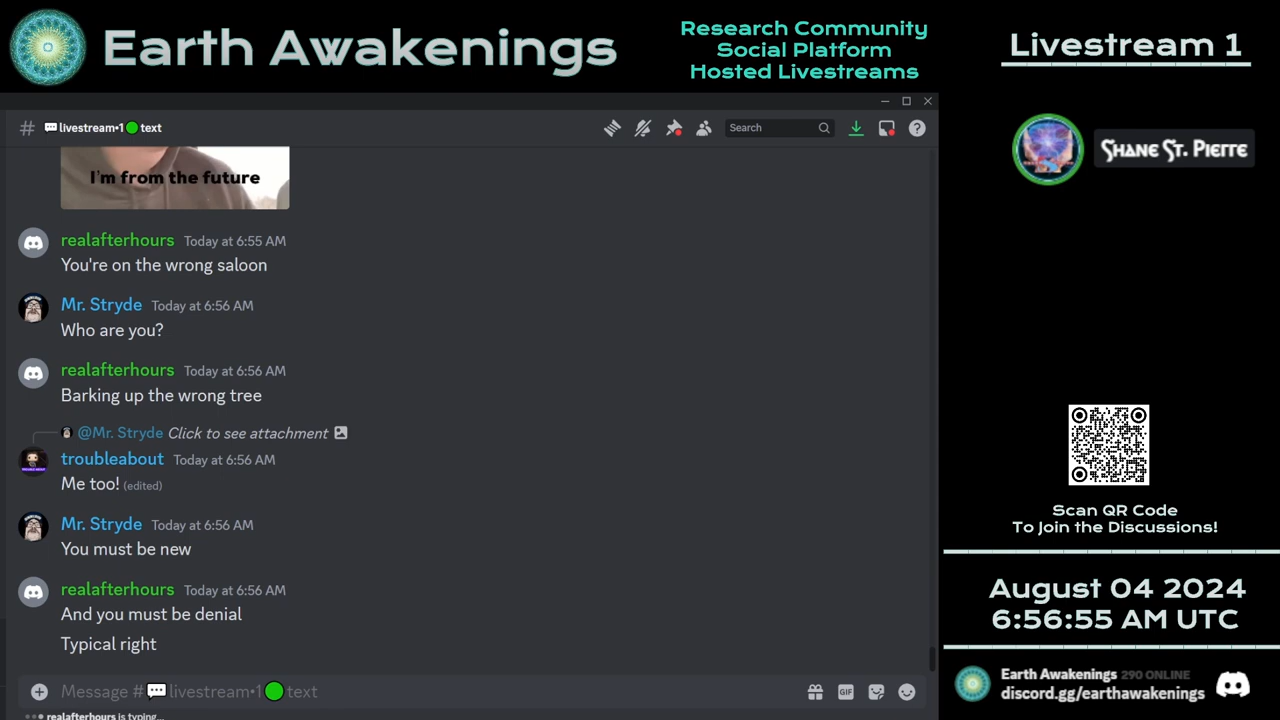 Earth Awakenings
Research Community
Social Platform
Hosted Livestreams
Livestream 1
# 💬livestream•1🟢text
Search
Shane St. Pierre
I'm from the future
realafterhours Today at 6:55 AM
You're on the wrong saloon
Mr. Stryde Today at 6:56 AM
Who are you?
realafterhours Today at 6:56 AM
Barking up the wrong tree
@Mr. Stryde Click to see attachment
troubleabout Today at 6:56 AM
Me too! (edited)
Mr. Stryde Today at 6:56 AM
You must be new
realafterhours Today at 6:56 AM
And you must be denial
Typical right
Message #💬livestream•1🟢text
GIF
realafterhours is typing...
Scan QR Code
To Join the Discussions!
August 04 2024
6:56:55 AM UTC
Earth Awakenings 290 ONLINE
discord.gg/earthawakenings